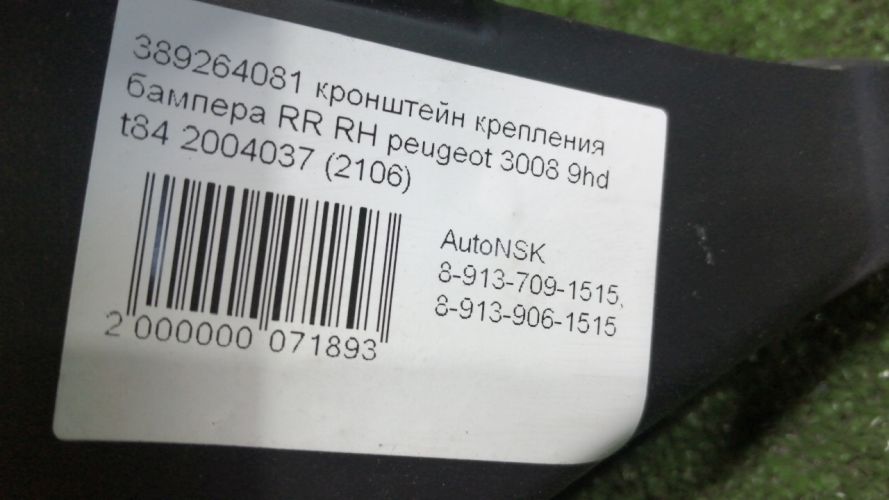 389264081 кронштейн крепления
бампера RR RH peugeot 3008 9hd
t84 2004037 (2106)
AutoNSK
8-913-709-1515,
8-913-906-1515
2 000000 071893